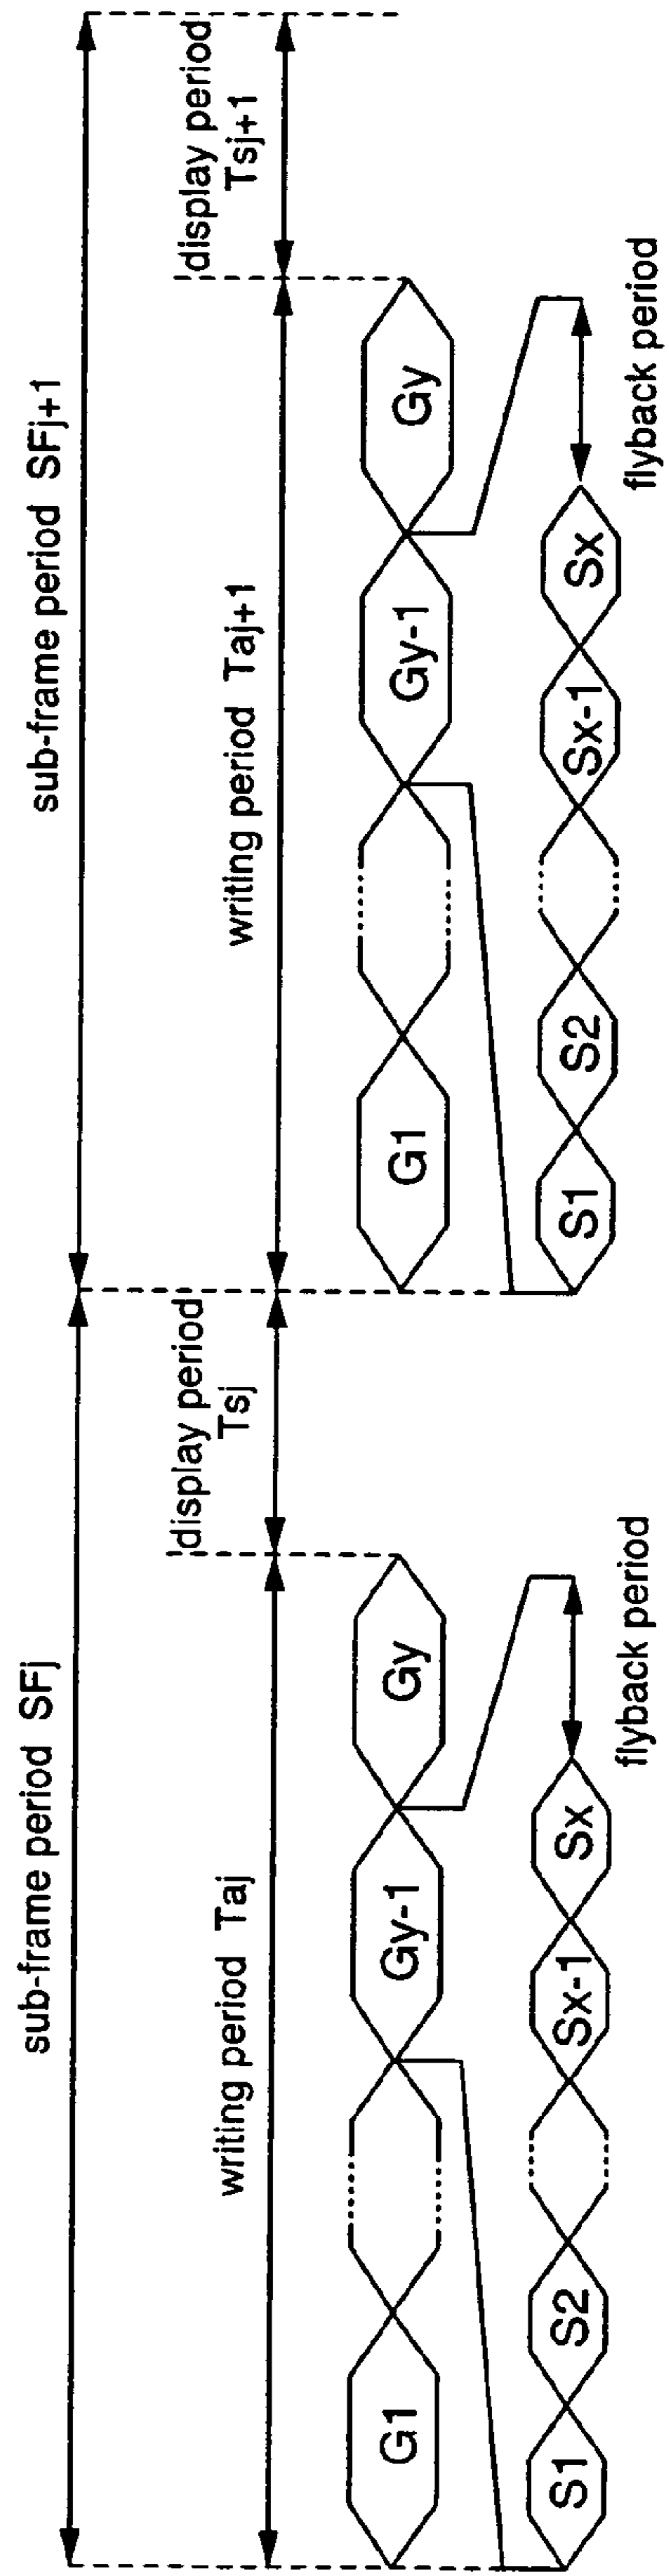 sub-frame period SFj
sub-frame period SFj+1
writing period Taj
display period
Tsj
writing period Taj+1
display period
Tsj+1
G1
Gy-1
Gy
G1
Gy-1
Gy
S1
S2
Sx-1
Sx
flyback period
S1
S2
Sx-1
Sx
flyback period